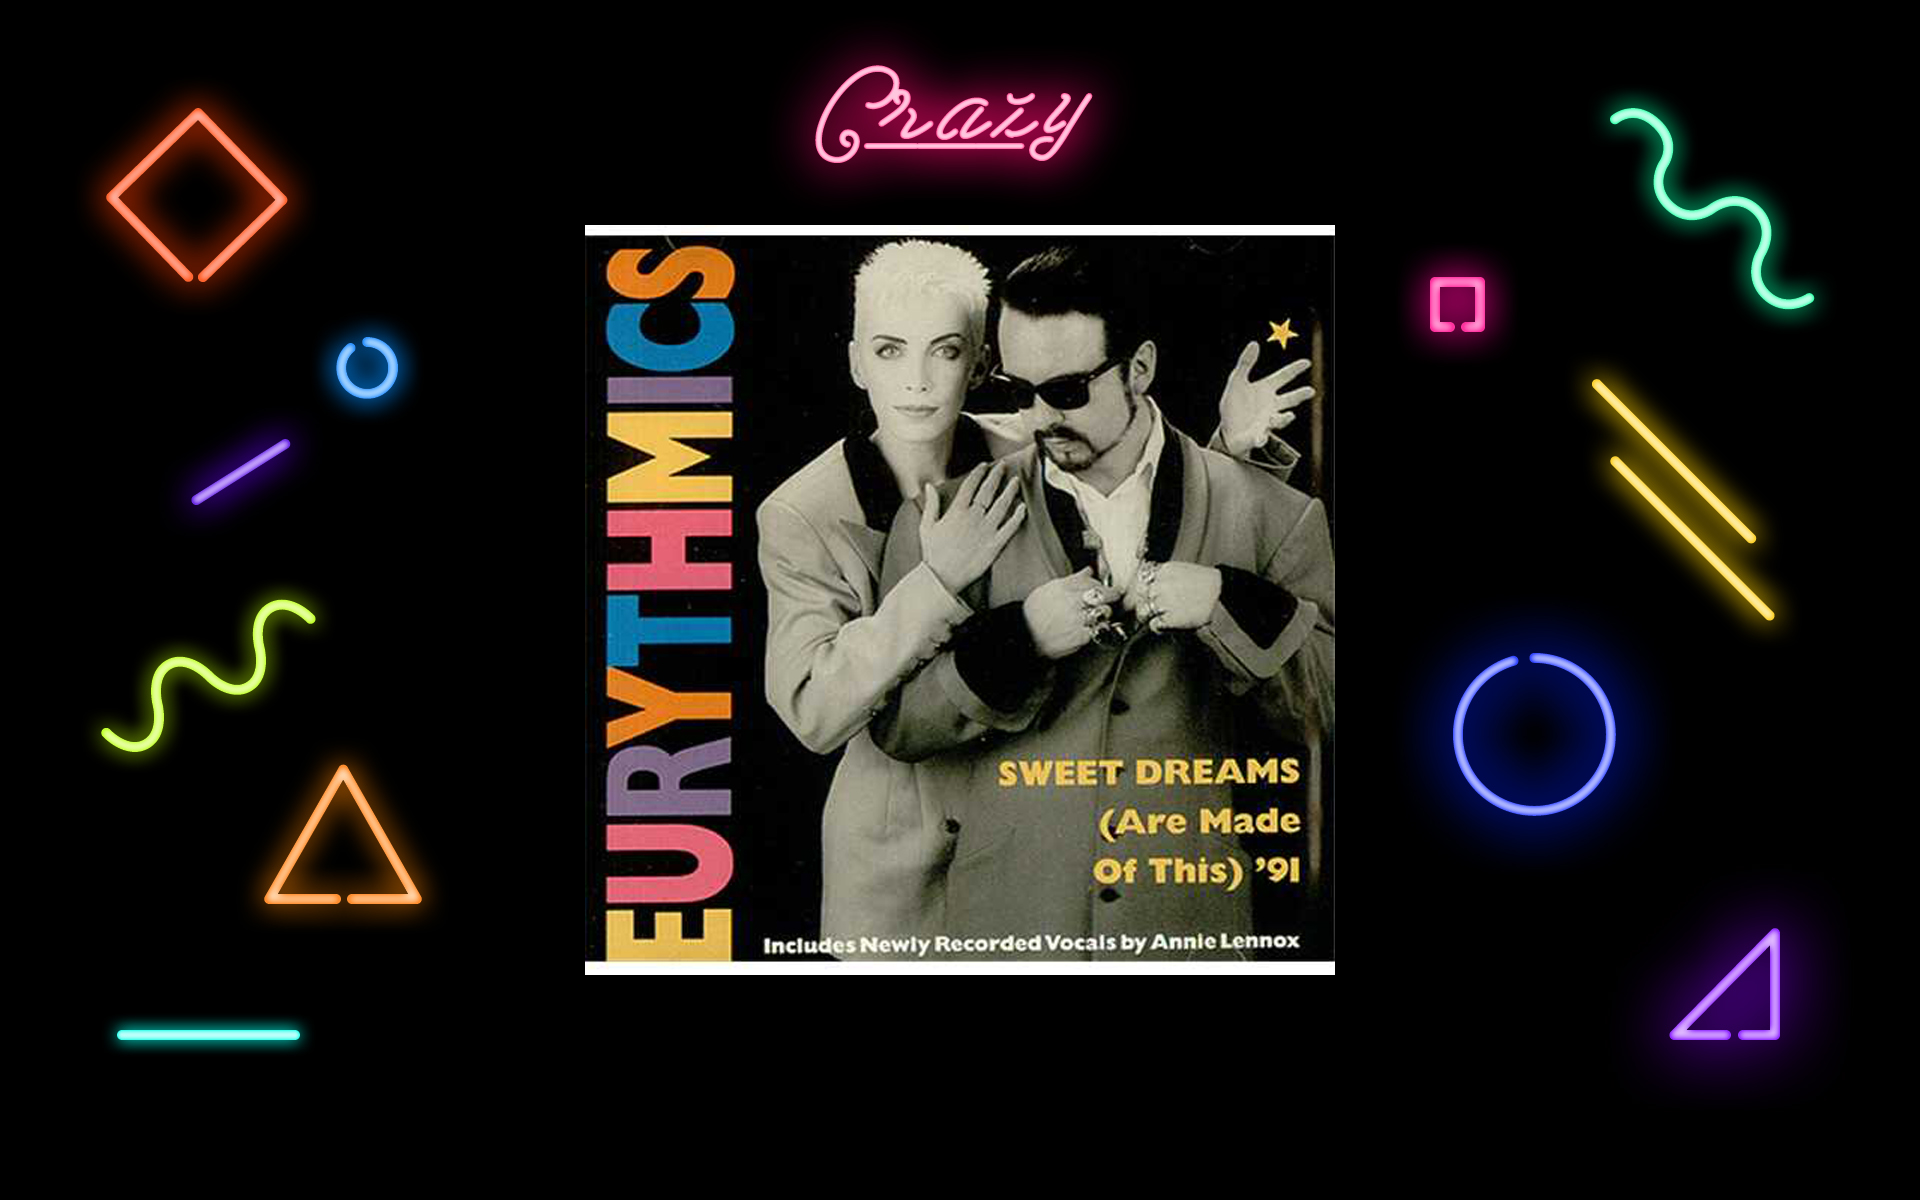 Crazy
EURYTHMICS
SWEET DREAMS
(Are Made
Of This) '91
Includes Newly Recorded Vocals by Annie Lennox